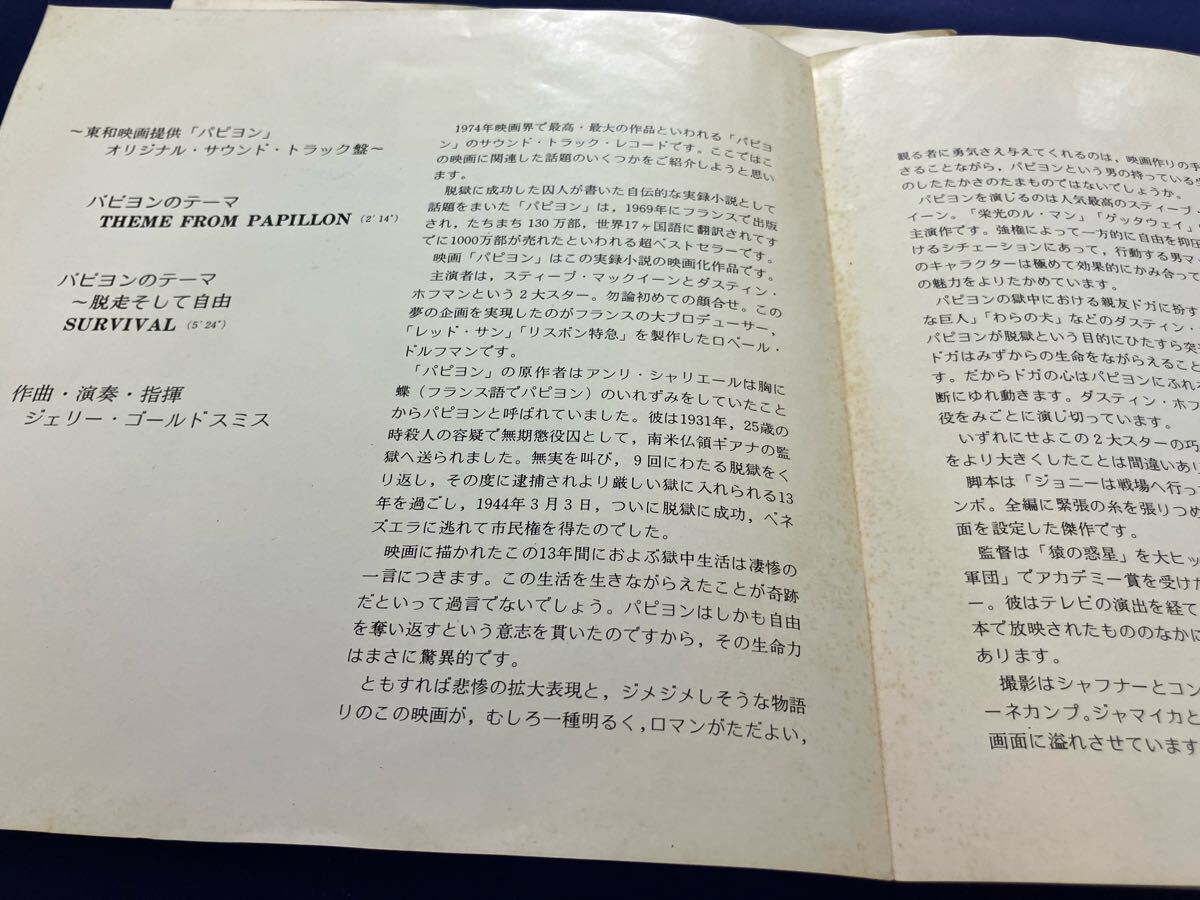 ～東和映画提供「パピヨン」
オリジナル・サウンド・トラック盤～
パピヨンのテーマ
THEME FROM PAPILLON (2'14")
パピヨンのテーマ
～脱走そして自由
SURVIVAL (5'24")
作曲・演奏・指揮
ジェリー・ゴールドスミス
1974年映画界で最高・最大の作品といわれる「パピヨ
ン」のサウンド・トラック・レコードです。ここではこ
の映画に関連した話題のいくつかをご紹介しようと思い
ます。
脱獄に成功した囚人が書いた自伝的な実録小説として
話題をまいた「パピヨン」は，1969年にフランスで出版
され，たちまち130万部，世界17ヶ国語に翻訳されてす
でに1000万部が売れたといわれる超ベストセラーです。
映画「パピヨン」はこの実録小説の映画化作品です。
主演者は，スティーブ・マックイーンとダスティン・
ホフマンという2大スター。勿論初めての顔合せ。この
夢の企画を実現したのがフランスの大プロデューサー，
「レッド・サン」「リスボン特急」を製作したロベール・
ドルフマンです。
「パピヨン」の原作者はアンリ・シャリエールは胸に
蝶（フランス語でパピヨン）のいれずみをしていたこと
からパピヨンと呼ばれていました。彼は1931年，25歳の
時殺人の容疑で無期懲役囚として，南米仏領ギアナの監
獄へ送られました。無実を叫び，9回にわたる脱獄をく
り返し，その度に逮捕されより厳しい獄に入れられる13
年を過ごし，1944年3月3日，ついに脱獄に成功，ベネ
ズエラに逃れて市民権を得たのでした。
映画に描かれたこの13年間におよぶ獄中生活は凄惨の
一言につきます。この生活を生きながらえたことが奇跡
だといって過言でないでしょう。パピヨンはしかも自由
を奪い返すという意志を貫いたのですから，その生命力
はまさに驚異的です。
ともすれば悲惨の拡大表現と，ジメジメしそうな物語
りのこの映画が，むしろ一種明るく，ロマンがただよい，
観る者に勇気さえ与えてくれるのは，映画作りの手
さることながら，パピヨンという男の持っている
のしたたかさのたまものではないでしょうか。
パピヨンを演じるのは人気最高のスティーブ・
イーン。「栄光のル・マン」「ゲッタウェイ」
主演作です。強権によって一方的に自由を抑圧
けるシチェーションにあって，行動する男マッ
のキャラクターは極めて効果的にかみ合って
の魅力をよりたかめています。
パピヨンの獄中における親友ドガに扮す
な巨人」「わらの犬」などのダスティン・
パピヨンが脱獄という目的にひたすら突
ドガはみずからの生命をながらえること
す。だからドガの心はパピヨンにふれ
断にゆれ動きます。ダスティン・ホフ
役をみごとに演じ切っています。
いずれにせよこの2大スターの巧
をより大きくしたことは間違いあり
脚本は「ジョニーは戦場へ行っ
ンボ。全編に緊張の糸を張りつめ
面を設定した傑作です。
監督は「猿の惑星」を大ヒッ
軍団」でアカデミー賞を受けた
ー。彼はテレビの演出を経て
本で放映されたもののなかに
あります。
撮影はシャフナーとコン
ーネカンプ。ジャマイカと
画面に溢れさせています